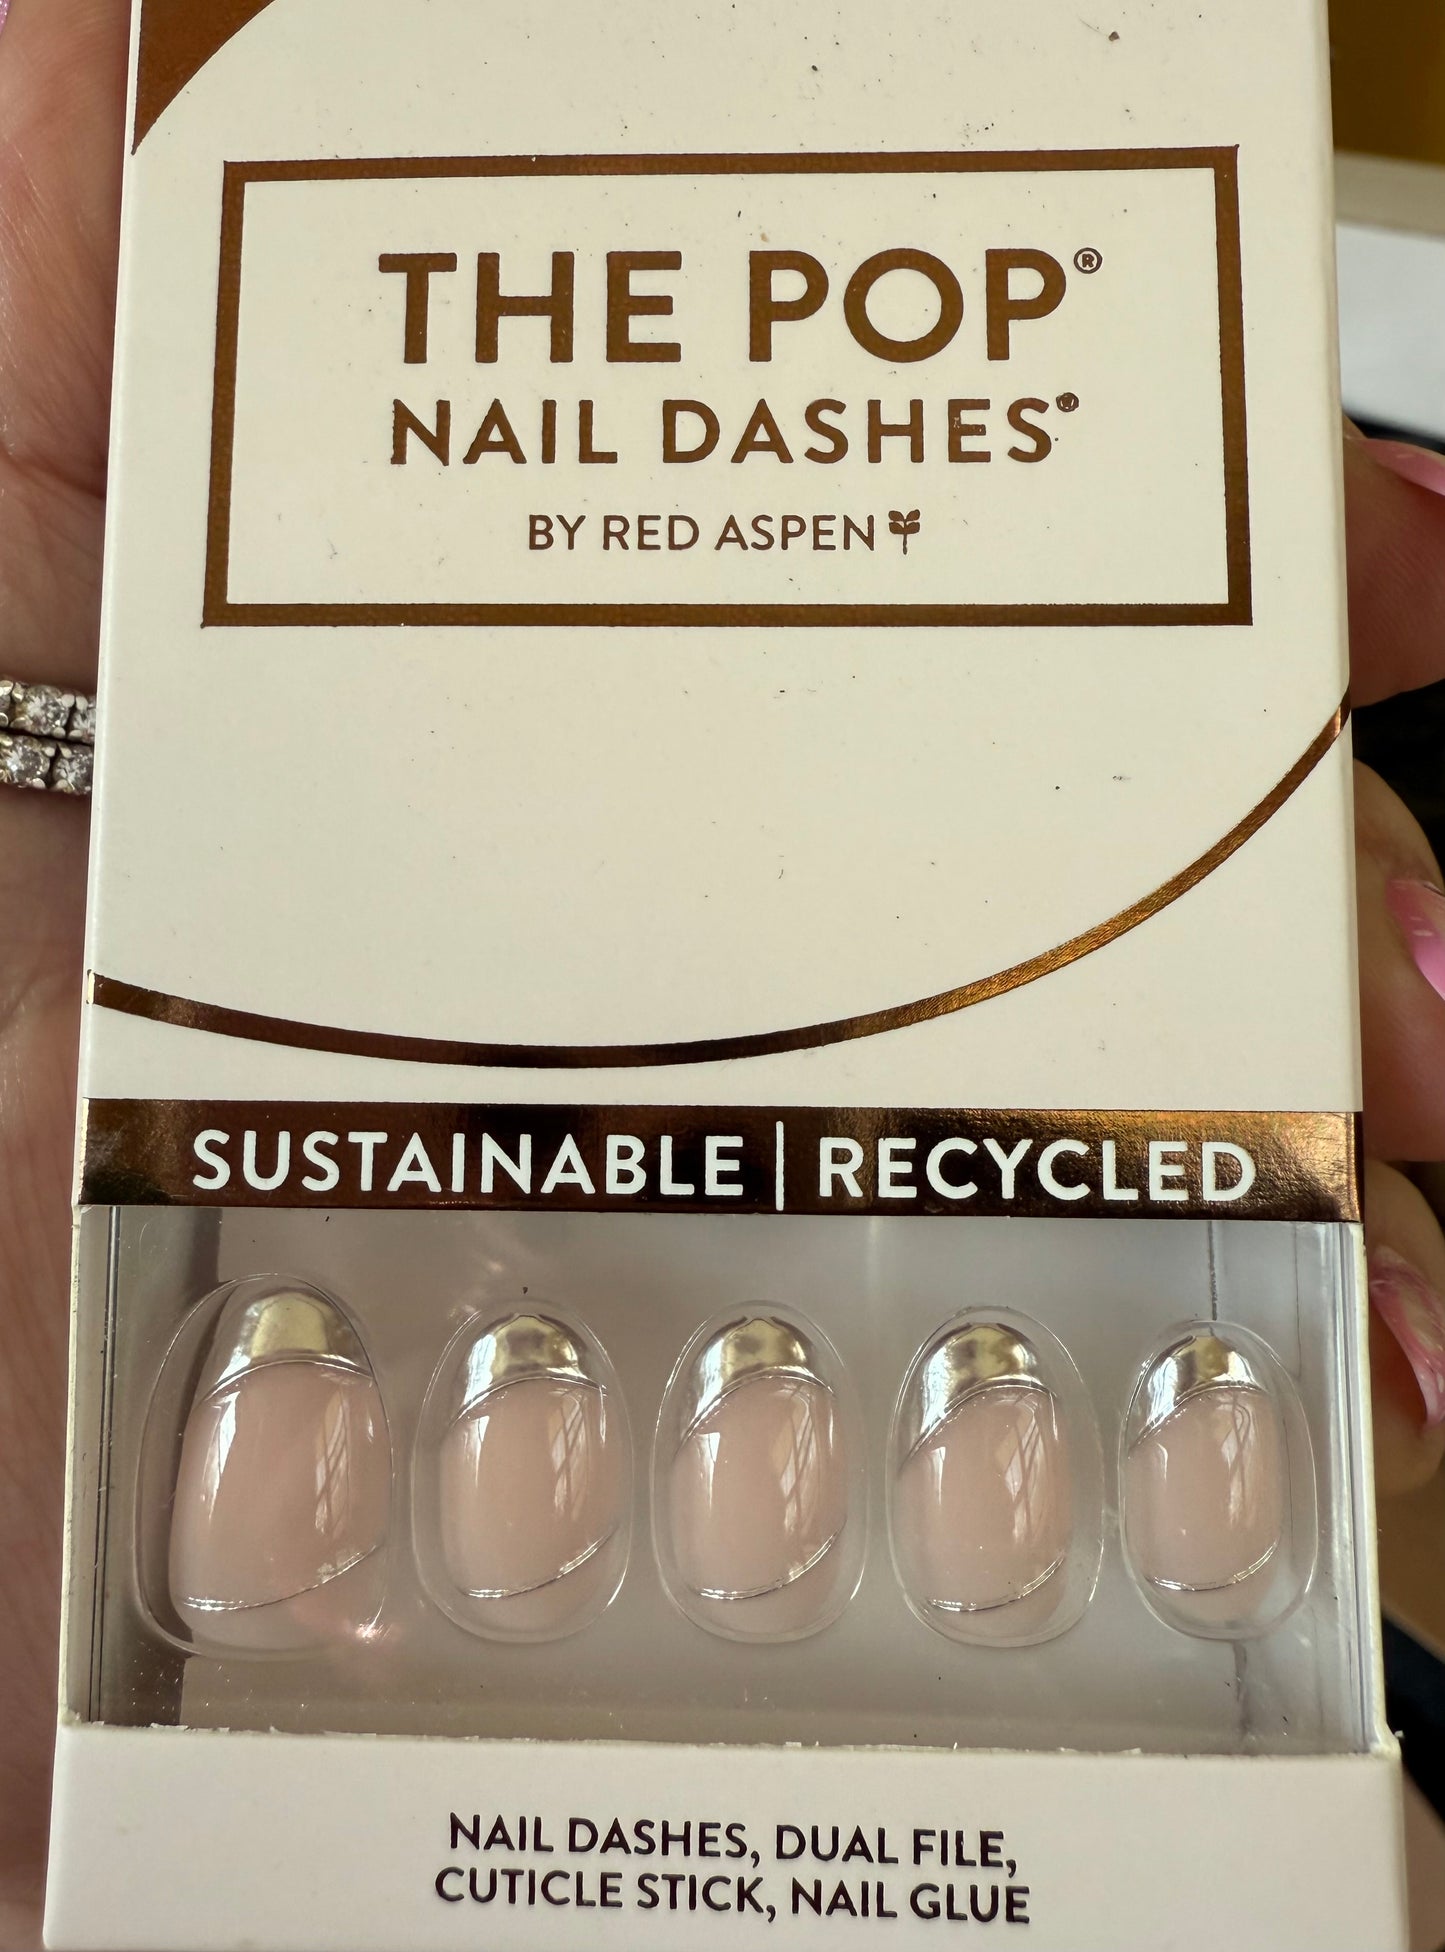 THE POP®
NAIL DASHES®
BY RED ASPEN
SUSTAINABLE | RECYCLED
NAIL DASHES, DUAL FILE,
CUTICLE STICK, NAIL GLUE